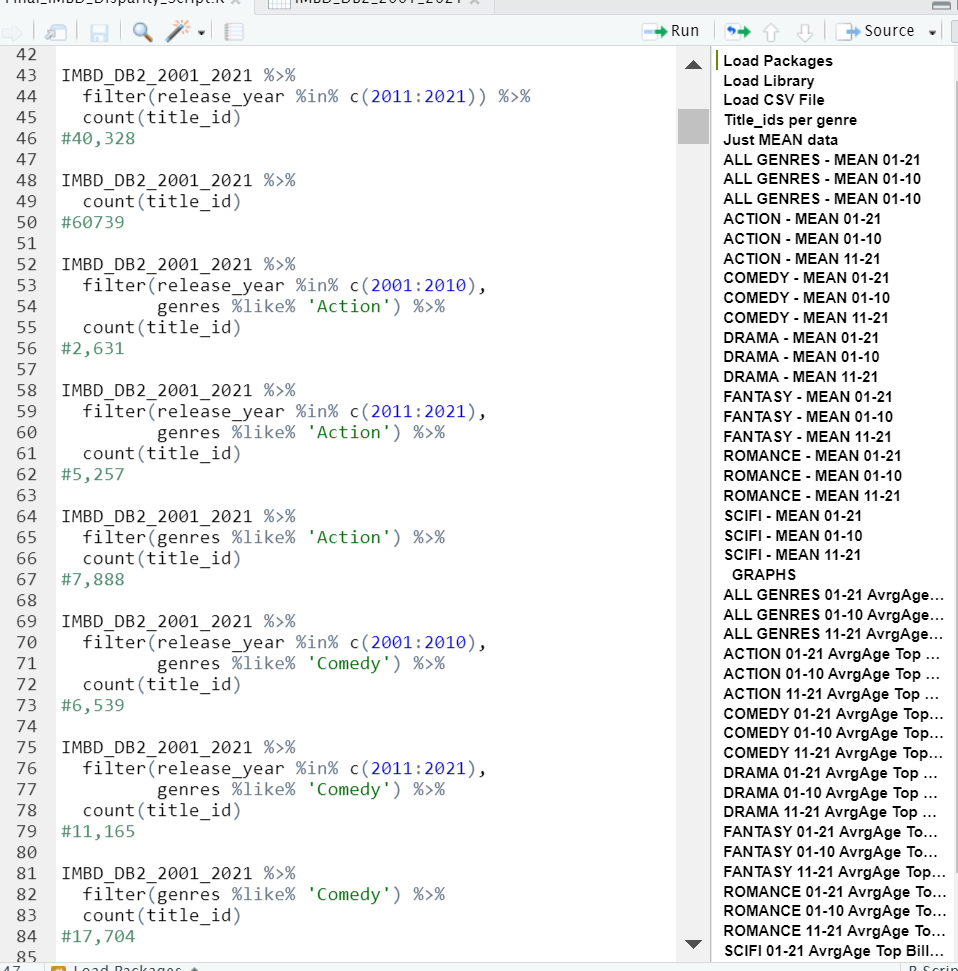 Run
Source
42
43 IMBD_DB2_2001_2021 %>%
44 filter(release_year %in% c(2011:2021)) %>%
45 count(title_id)
46 #40,328
47
48 IMBD_DB2_2001_2021 %>%
49 count(title_id)
50 #60739
51
52 IMBD_DB2_2001_2021 %>%
53 filter(release_year %in% c(2001:2010),
54 genres %like% 'Action') %>%
55 count(title_id)
56 #2,631
57
58 IMBD_DB2_2001_2021 %>%
59 filter(release_year %in% c(2011:2021),
60 genres %like% 'Action') %>%
61 count(title_id)
62 #5,257
63
64 IMBD_DB2_2001_2021 %>%
65 filter(genres %like% 'Action') %>%
66 count(title_id)
67 #7,888
68
69 IMBD_DB2_2001_2021 %>%
70 filter(release_year %in% c(2001:2010),
71 genres %like% 'Comedy') %>%
72 count(title_id)
73 #6,539
74
75 IMBD_DB2_2001_2021 %>%
76 filter(release_year %in% c(2011:2021),
77 genres %like% 'Comedy') %>%
78 count(title_id)
79 #11,165
80
81 IMBD_DB2_2001_2021 %>%
82 filter(genres %like% 'Comedy') %>%
83 count(title_id)
84 #17,704
85
Load Packages
Load Library
Load CSV File
Title_ids per genre
Just MEAN data
ALL GENRES - MEAN 01-21
ALL GENRES - MEAN 01-10
ALL GENRES - MEAN 01-10
ACTION - MEAN 01-21
ACTION - MEAN 01-10
ACTION - MEAN 11-21
COMEDY - MEAN 01-21
COMEDY - MEAN 01-10
COMEDY - MEAN 11-21
DRAMA - MEAN 01-21
DRAMA - MEAN 01-10
DRAMA - MEAN 11-21
FANTASY - MEAN 01-21
FANTASY - MEAN 01-10
FANTASY - MEAN 11-21
ROMANCE - MEAN 01-21
ROMANCE - MEAN 01-10
ROMANCE - MEAN 11-21
SCIFI - MEAN 01-21
SCIFI - MEAN 01-10
SCIFI - MEAN 11-21
GRAPHS
ALL GENRES 01-21 AvrgAge...
ALL GENRES 01-10 AvrgAge...
ALL GENRES 11-21 AvrgAge...
ACTION 01-21 AvrgAge Top ...
ACTION 01-10 AvrgAge Top ...
ACTION 11-21 AvrgAge Top ...
COMEDY 01-21 AvrgAge Top...
COMEDY 01-10 AvrgAge Top...
COMEDY 11-21 AvrgAge Top...
DRAMA 01-21 AvrgAge Top ...
DRAMA 01-10 AvrgAge Top ...
DRAMA 11-21 AvrgAge Top ...
FANTASY 01-21 AvrgAge To...
FANTASY 01-10 AvrgAge To...
FANTASY 11-21 AvrgAge Top...
ROMANCE 01-21 AvrgAge To...
ROMANCE 01-10 AvrgAge To...
ROMANCE 11-21 AvrgAge To...
SCIFI 01-21 AvrgAge Top Bill...
Load Packages